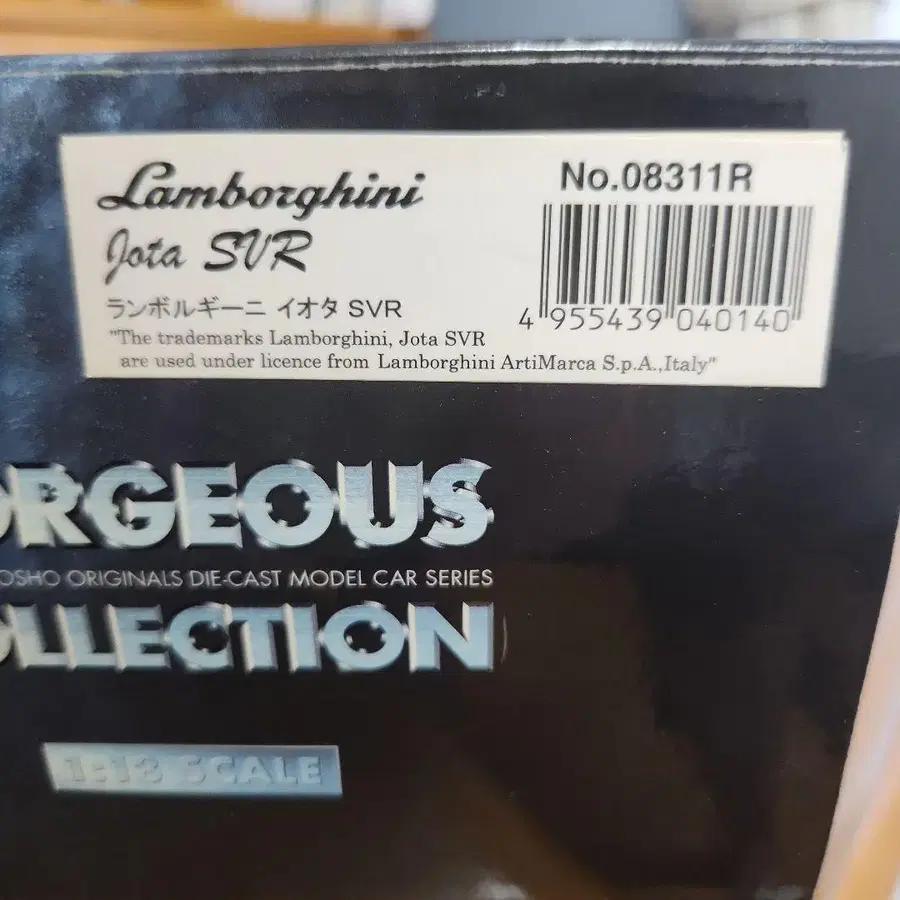 Lamborghini
Jota SVR
ランボルギーニ イオタ SVR
"The trademarks Lamborghini, Jota SVR
are used under licence from Lamborghini ArtiMarca S.p.A.,Italy"
No.08311R
4 955439 040140
ORGEOUS
OSHO ORIGINALS DIE-CAST MODEL CAR SERIES
OLLECTION
SCALE